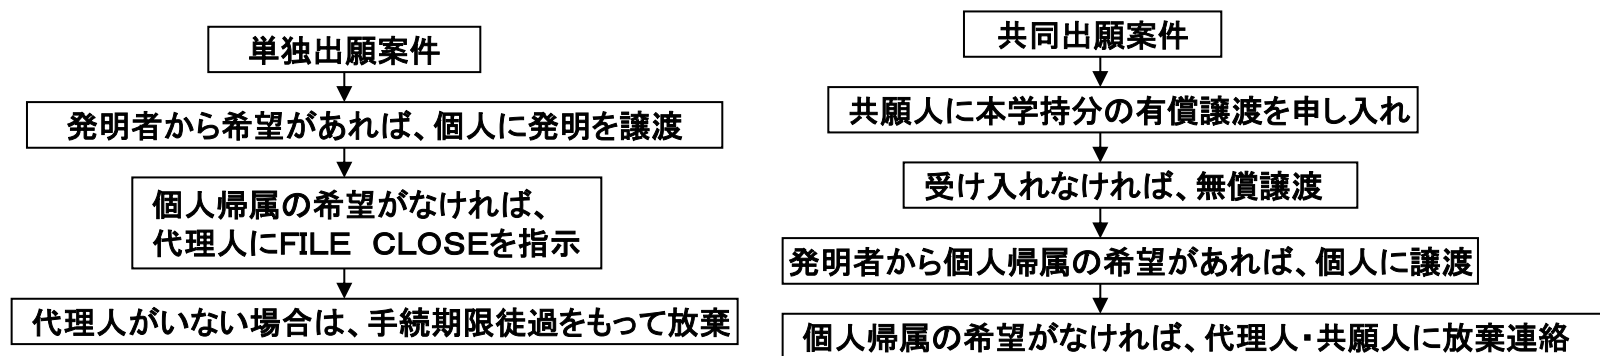 単独出願案件
発明者から希望があれば、個人に発明を譲渡
個人帰属の希望がなければ、
代理人にFILE　CLOSEを指示
代理人がいない場合は、手続期限徒過をもって放棄
共同出願案件
共願人に本学持分の有償譲渡を申し入れ
受け入れなければ、無償譲渡
発明者から個人帰属の希望があれば、個人に譲渡
個人帰属の希望がなければ、代理人・共願人に放棄連絡